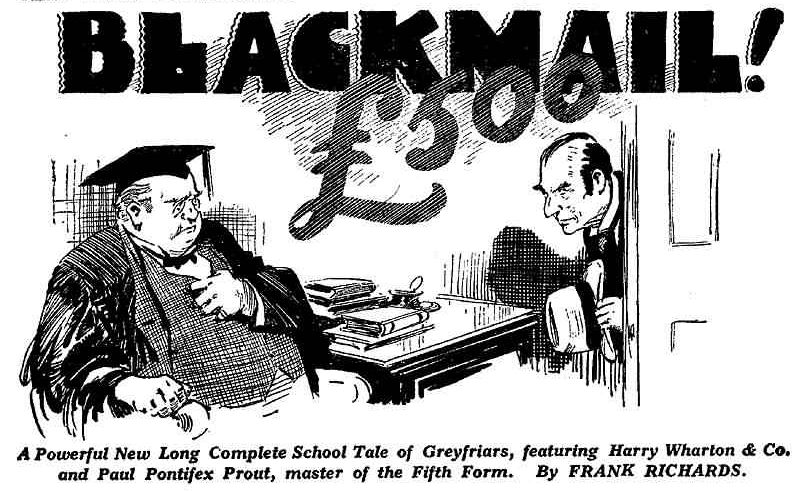 BLACKMAIL!
£500
A Powerful New Long Complete School Tale of Greyfriars, featuring Harry Wharton & Co.
and Paul Pontifex Prout, master of the Fifth Form. By FRANK RICHARDS.